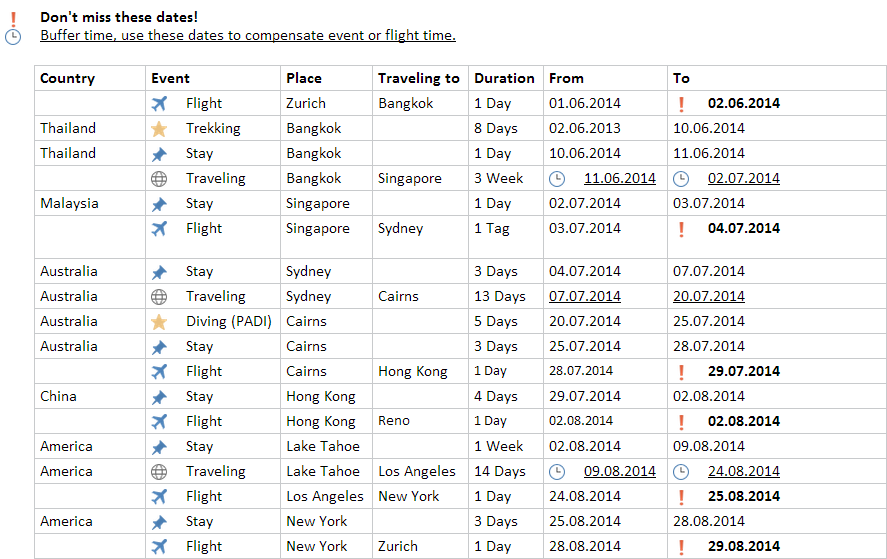 Don't miss these dates!
Buffer time, use these dates to compensate event or flight time.
Country Event Place Traveling to Duration From To
Flight Zurich Bangkok 1 Day 01.06.2014 02.06.2014
Thailand Trekking Bangkok 8 Days 02.06.2013 10.06.2014
Thailand Stay Bangkok 1 Day 10.06.2014 11.06.2014
Traveling Bangkok Singapore 3 Week 11.06.2014 02.07.2014
Malaysia Stay Singapore 1 Day 02.07.2014 03.07.2014
Flight Singapore Sydney 1 Tag 03.07.2014 04.07.2014
Australia Stay Sydney 3 Days 04.07.2014 07.07.2014
Australia Traveling Sydney Cairns 13 Days 07.07.2014 20.07.2014
Australia Diving (PADI) Cairns 5 Days 20.07.2014 25.07.2014
Australia Stay Cairns 3 Days 25.07.2014 28.07.2014
Flight Cairns Hong Kong 1 Day 28.07.2014 29.07.2014
China Stay Hong Kong 4 Days 29.07.2014 02.08.2014
Flight Hong Kong Reno 1 Day 02.08.2014 02.08.2014
America Stay Lake Tahoe 1 Week 02.08.2014 09.08.2014
America Traveling Lake Tahoe Los Angeles 14 Days 09.08.2014 24.08.2014
Flight Los Angeles New York 1 Day 24.08.2014 25.08.2014
America Stay New York 3 Days 25.08.2014 28.08.2014
Flight New York Zurich 1 Day 28.08.2014 29.08.2014